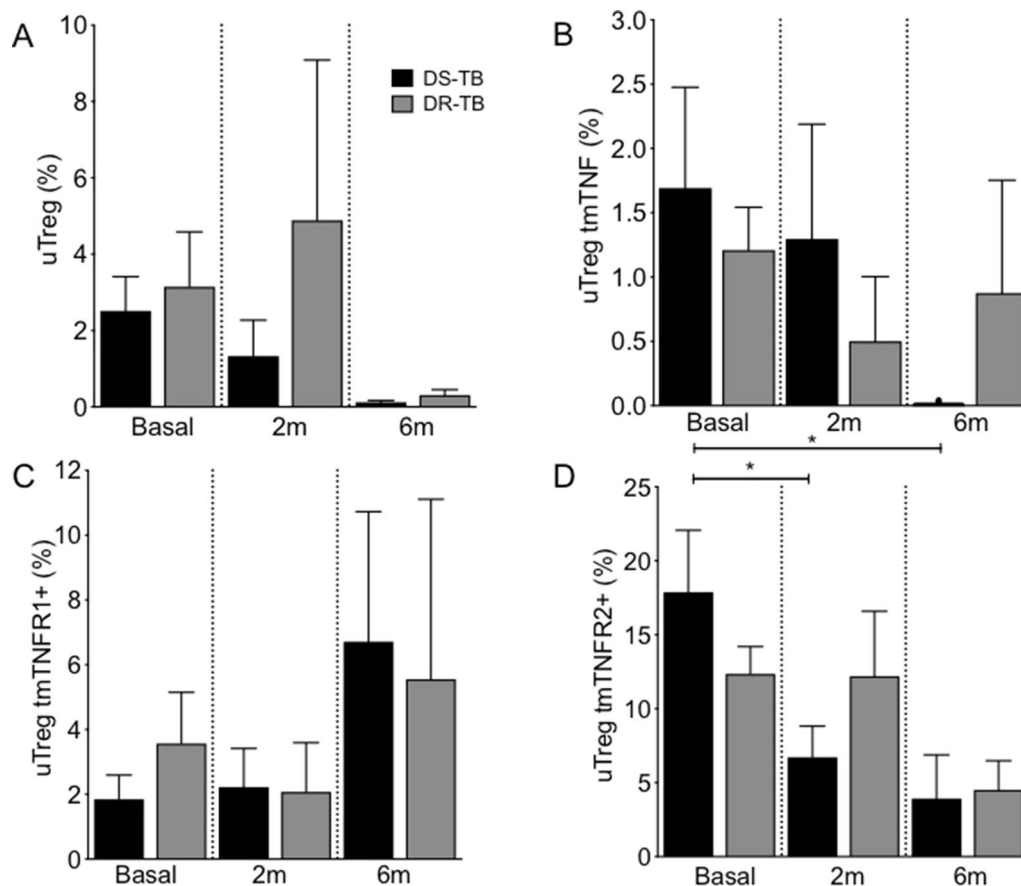 A
uTreg (%)
10
8
6
4
2
0
DS-TB
DR-TB
Basal 2m 6m
B
uTreg tmTNF (%)
3.0
2.5
2.0
1.5
1.0
0.5
0.0
Basal 2m 6m
C
uTreg tmTNFR1+ (%)
12
10
8
6
4
2
0
Basal 2m 6m
D
uTreg tmTNFR2+ (%)
*
*
25
20
15
10
5
0
Basal 2m 6m